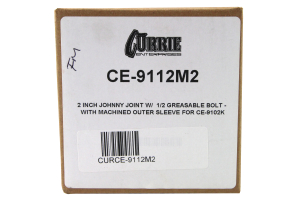 CURRIE
ENTERPRISES
FM
CE-9112M2
2 INCH JOHNNY JOINT W/ 1/2 GREASABLE BOLT -
WITH MACHINED OUTER SLEEVE FOR CE-9102K
CURCE-9112M2